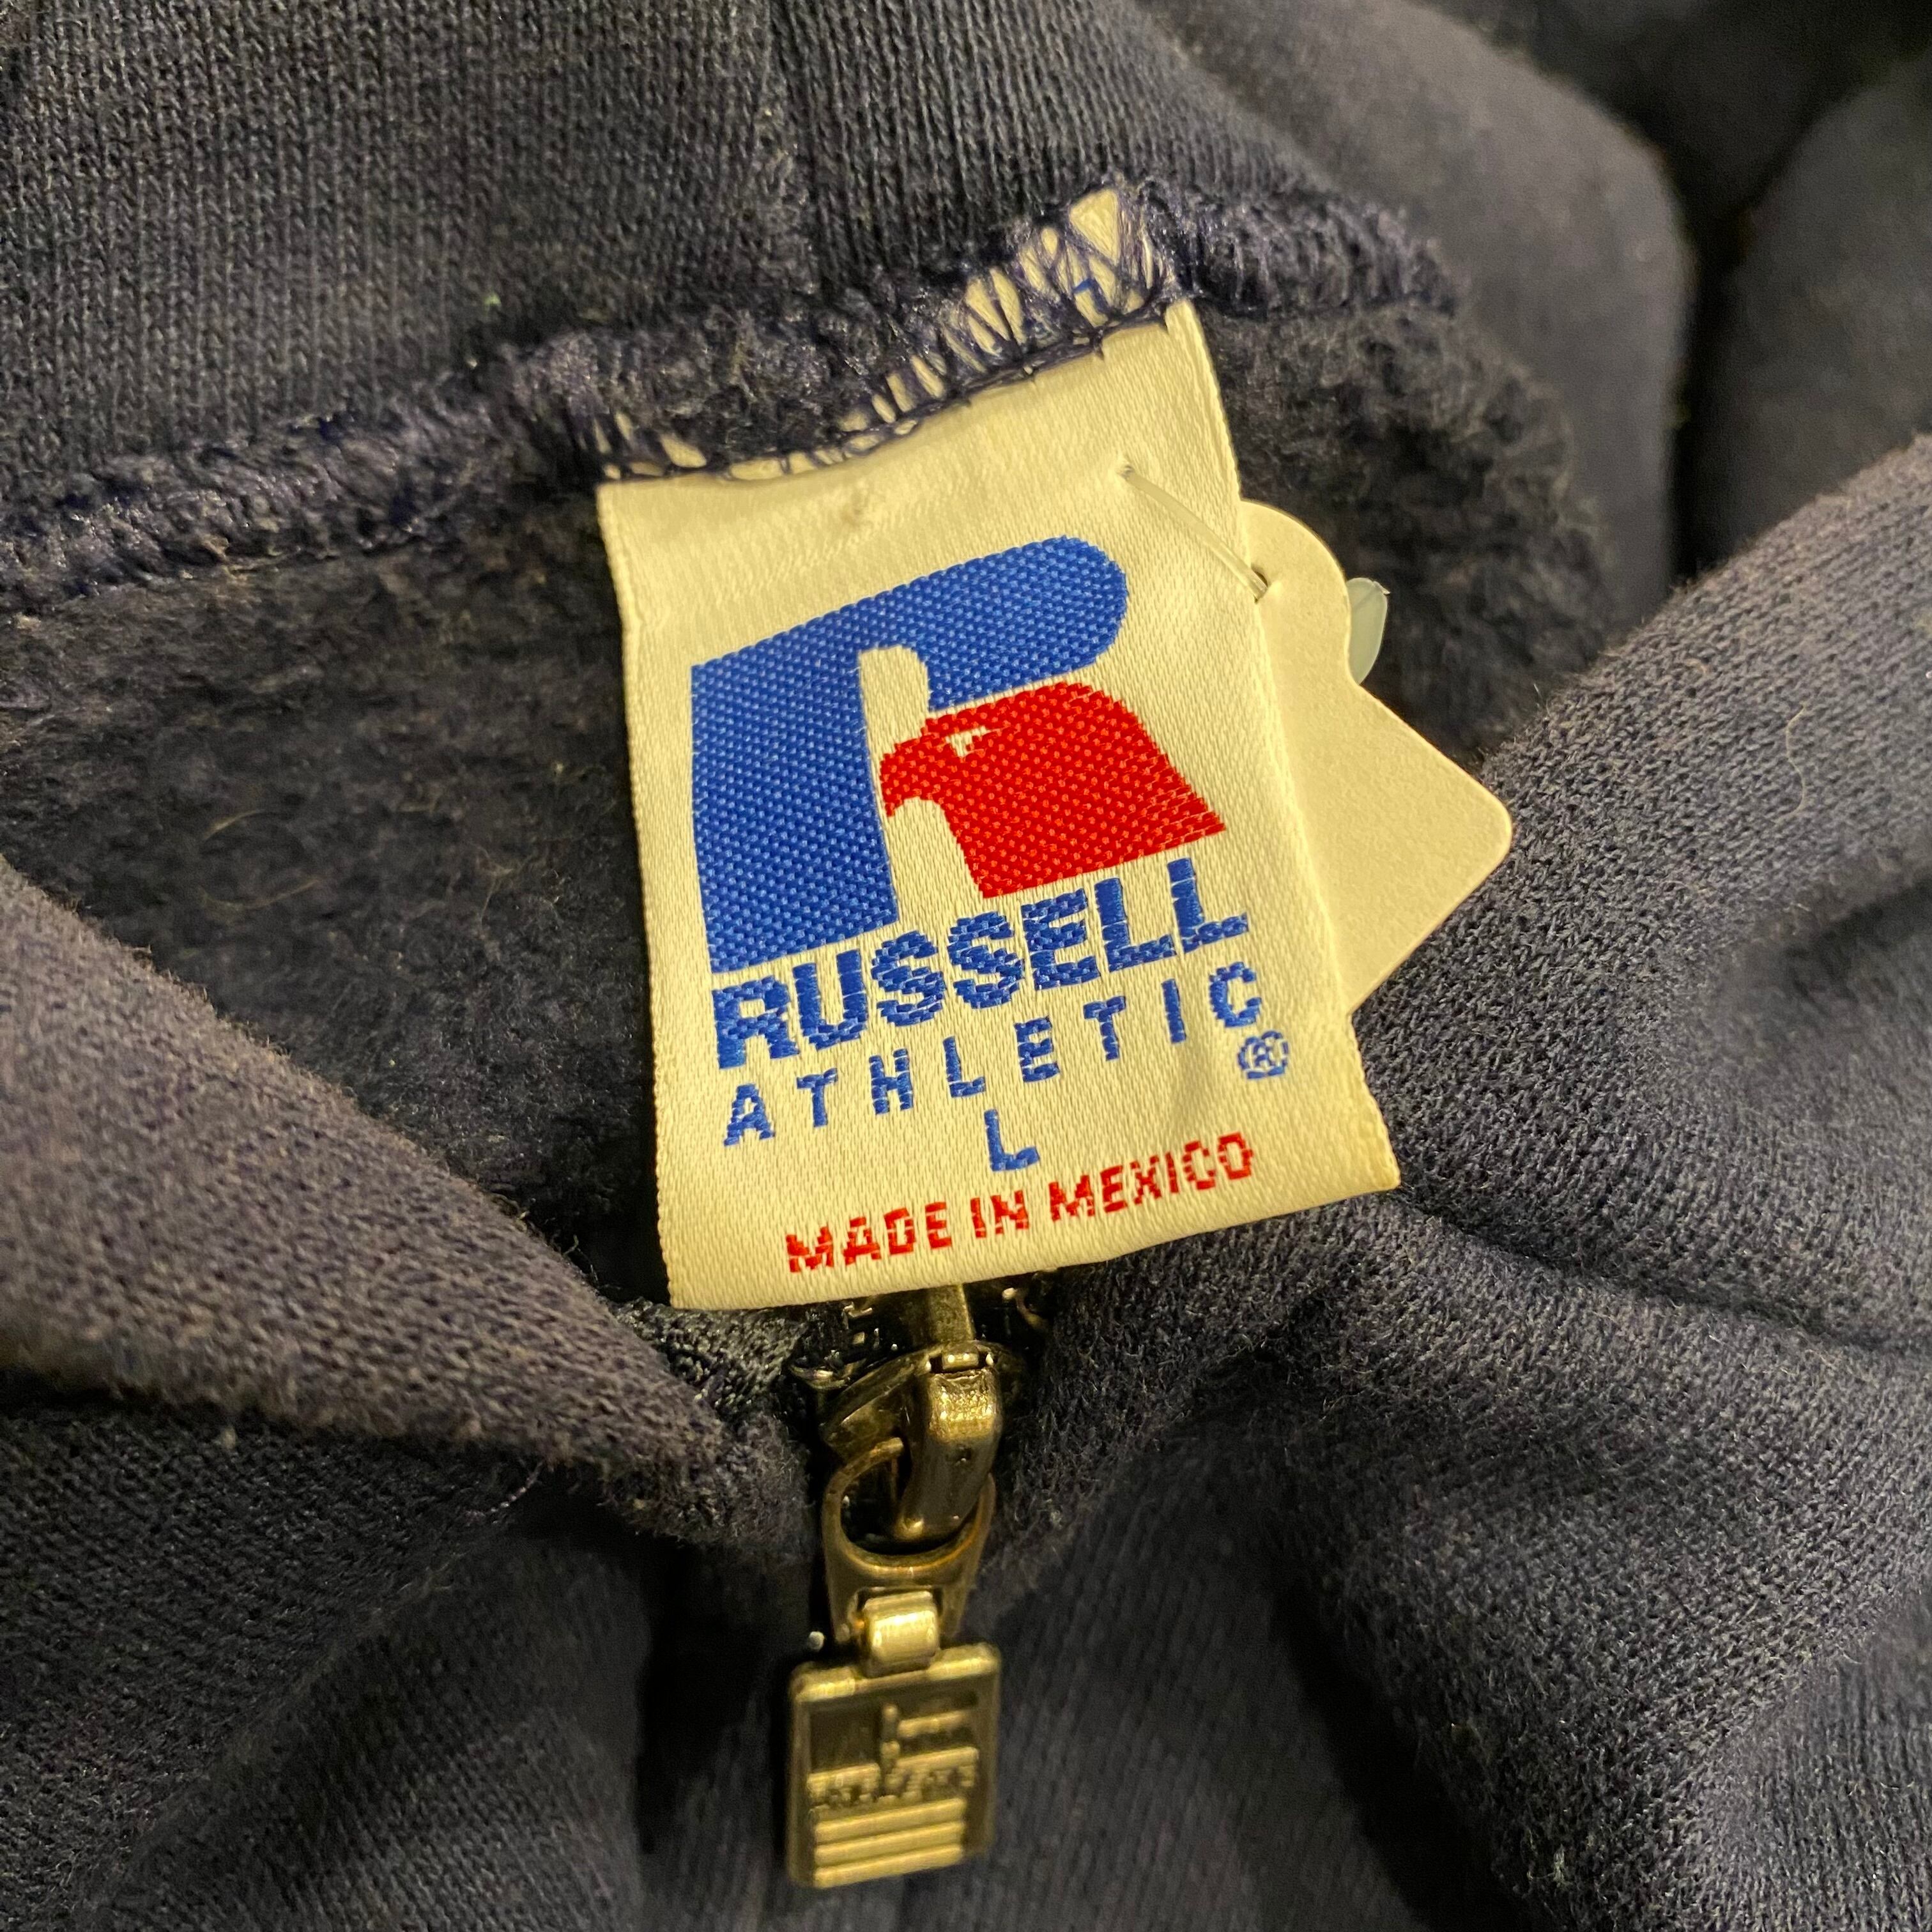 RUSSELL
ATHLETIC
®
L
MADE IN MEXICO